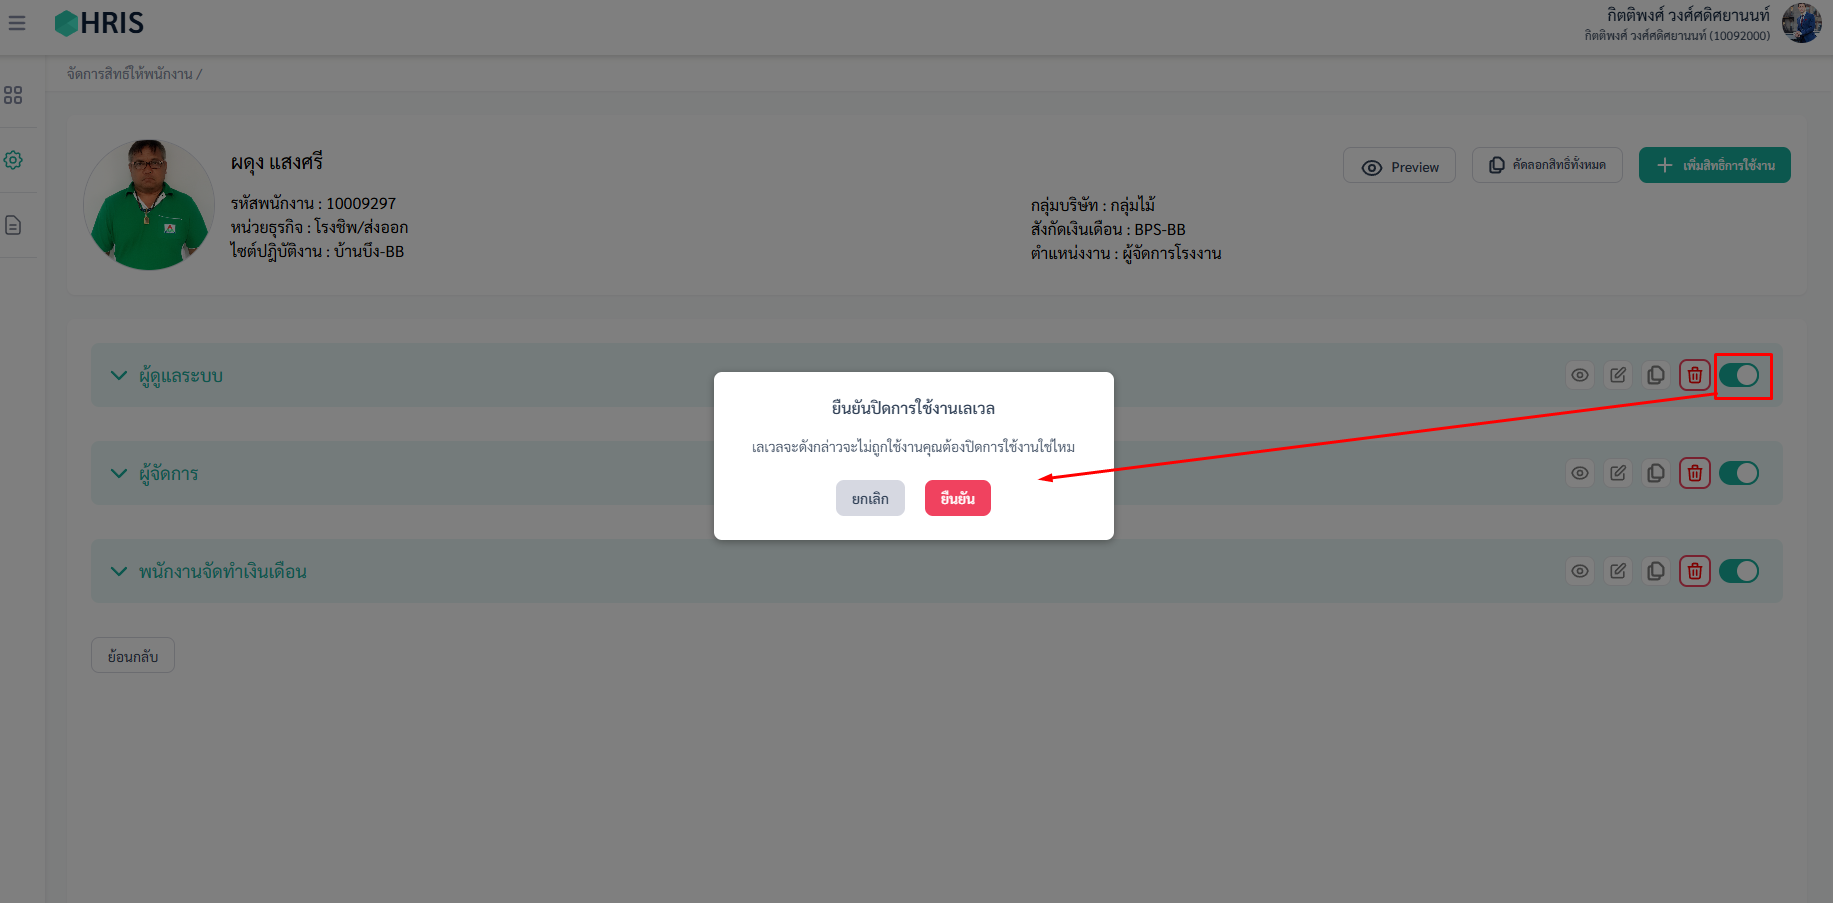 HRIS
กิตติพงศ์ วงศ์ศดิศยานนท์
กิตติพงศ์ วงศ์ศดิศยานนท์ (10092000)
จัดการสิทธ์ให้พนักงาน /
ผดุง แสงศรี
Preview
คัดลอกสิทธิ์ทั้งหมด
เพิ่มสิทธิ์การใช้งาน
รหัสพนักงาน : 10009297
กลุ่มบริษัท : กลุ่มไม้
หน่วยธุรกิจ : โรงชิพ/ส่งออก
สังกัดเงินเดือน : BPS-BB
ไซต์ปฏิบัติงาน : บ้านบึง-BB
ตำแหน่งงาน : ผู้จัดการโรงงาน
ผู้ดูแลระบบ
ยืนยันปิดการใช้งานเลเวล
เลเวลจะดังกล่าวจะไม่ถูกใช้งานคุณต้องปิดการใช้งานใช่ไหม
ผู้จัดการ
ยกเลิก
ยืนยัน
พนักงานจัดทำเงินเดือน
ย้อนกลับ